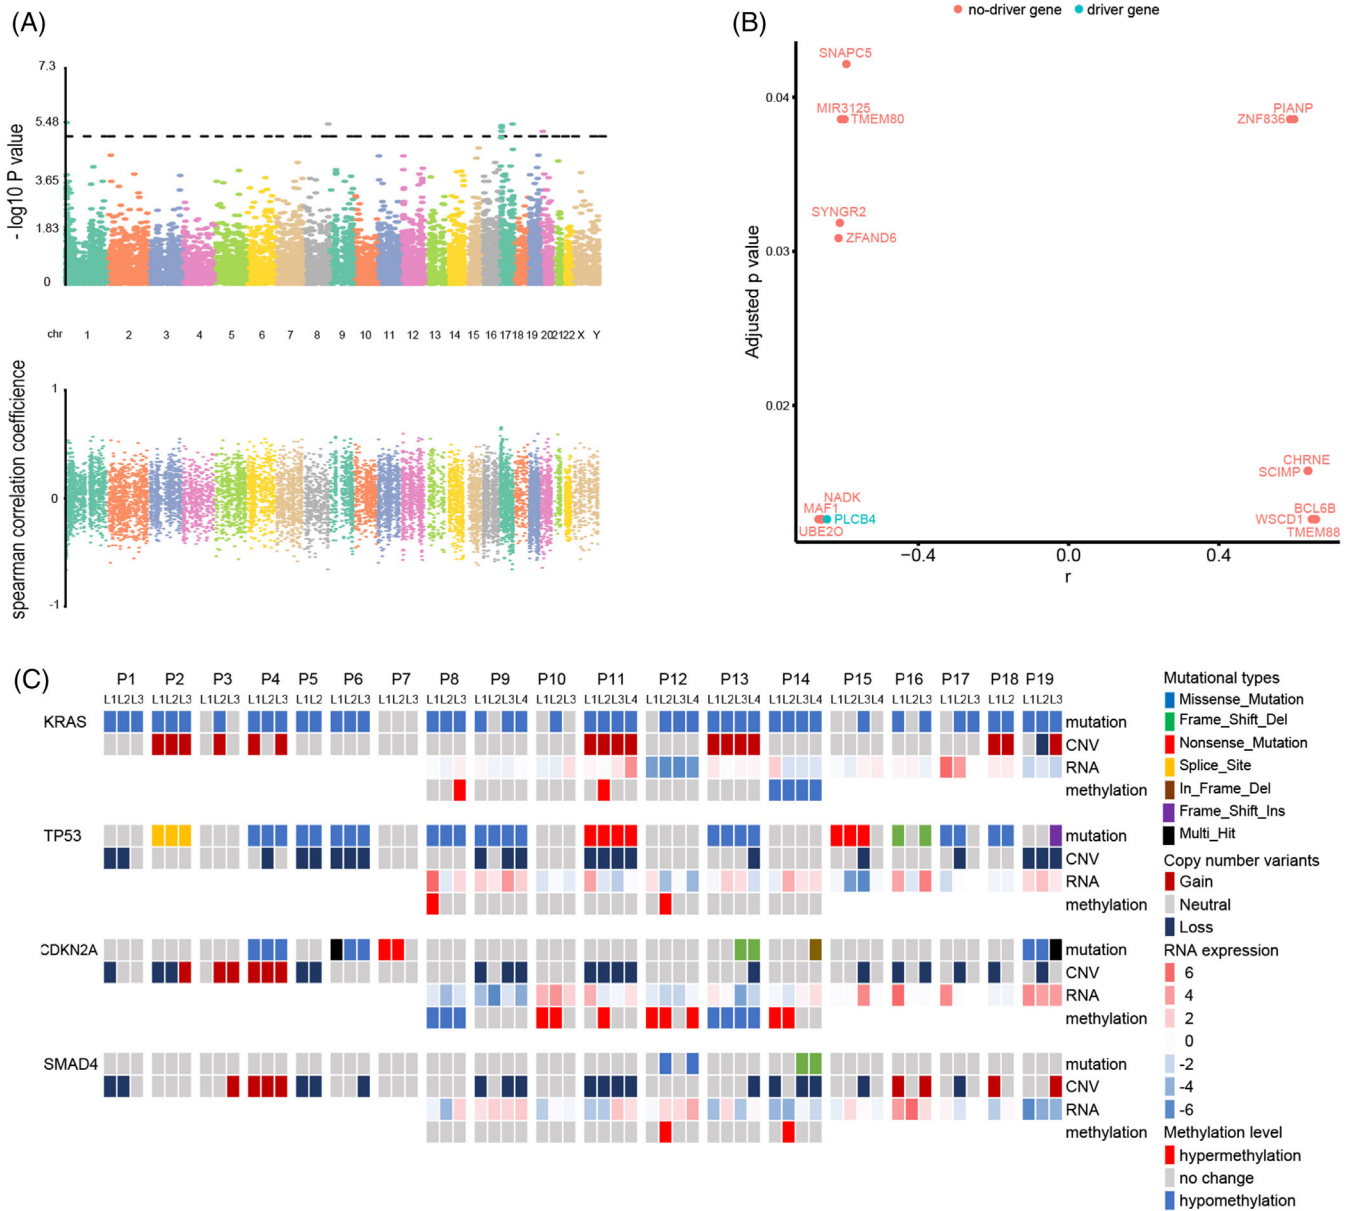 (A)
7.3
5.48
3.65
1.83
0
- log10 P value
chr 1 2 3 4 5 6 7 8 9 10 11 12 13 14 15 16 17 18 19 20 21 22 X Y
1
0
-1
spearman correlation coefficience
(B)
no-driver gene driver gene
SNAPC5
0.04
MIR3125
TMEM80
PIANP
ZNF836
SYNGR2
ZFAND6
0.03
Adjusted p value
0.02
CHRNE
SCIMP
NADK
MAF1
PLCB4
UBE2O
BCL6B
WSCD1
TMEM88
−0.4 0.0 0.4
r
(C)
P1 P2 P3 P4 P5 P6 P7 P8 P9 P10 P11 P12 P13 P14 P15 P16 P17 P18 P19
L1L2L3 L1L2L3 L1L2L3 L1L2L3 L1L2 L1L2L3 L1L2L3 L1L2L3 L1L2L3L4 L1L2L3 L1L2L3L4 L1L2L3L4 L1L2L3L4 L1L2L3L4 L1L2L3L4 L1L2L3 L1L2L3 L1L2 L1L2L3
KRAS
mutation
CNV
RNA
methylation
TP53
mutation
CNV
RNA
methylation
CDKN2A
mutation
CNV
RNA
methylation
SMAD4
mutation
CNV
RNA
methylation
Mutational types
Missense_Mutation
Frame_Shift_Del
Nonsense_Mutation
Splice_Site
In_Frame_Del
Frame_Shift_Ins
Multi_Hit
Copy number variants
Gain
Neutral
Loss
RNA expression
6
4
2
0
-2
-4
-6
Methylation level
hypermethylation
no change
hypomethylation